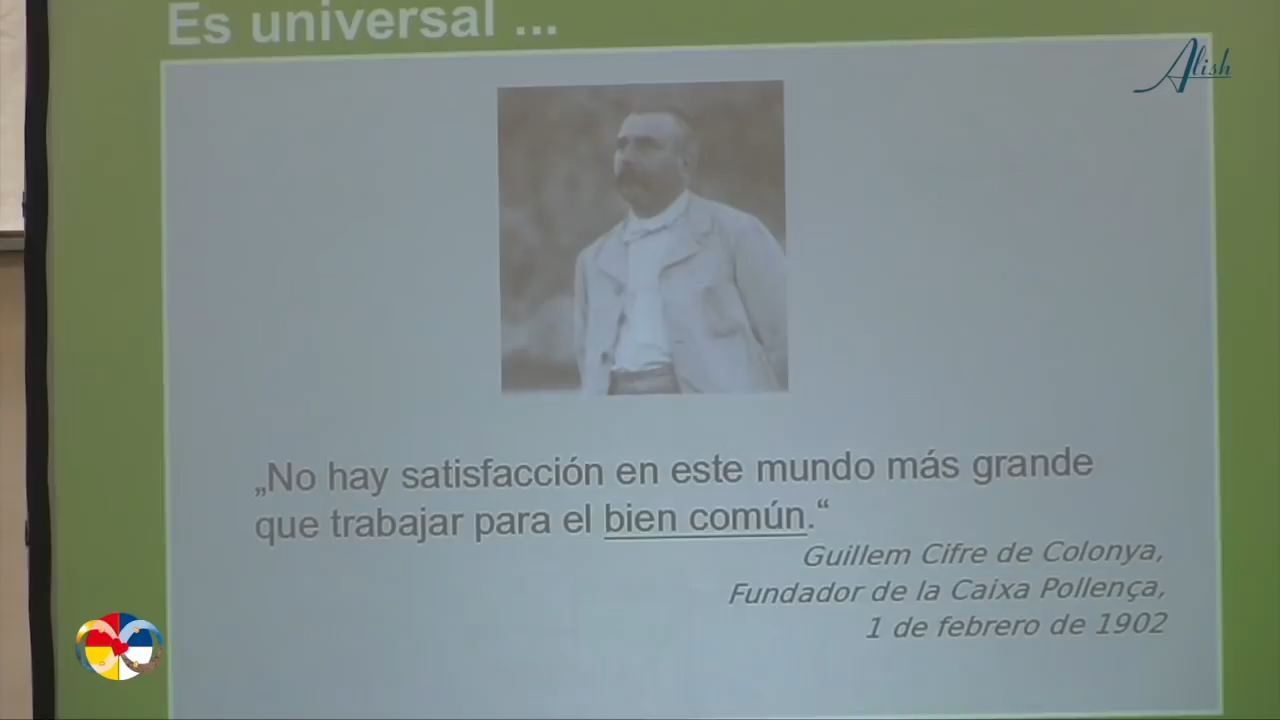 Es universal ...
Alish
„No hay satisfacción en este mundo más grande
que trabajar para el bien común.“
Guillem Cifre de Colonya,
Fundador de la Caixa Pollença,
1 de febrero de 1902